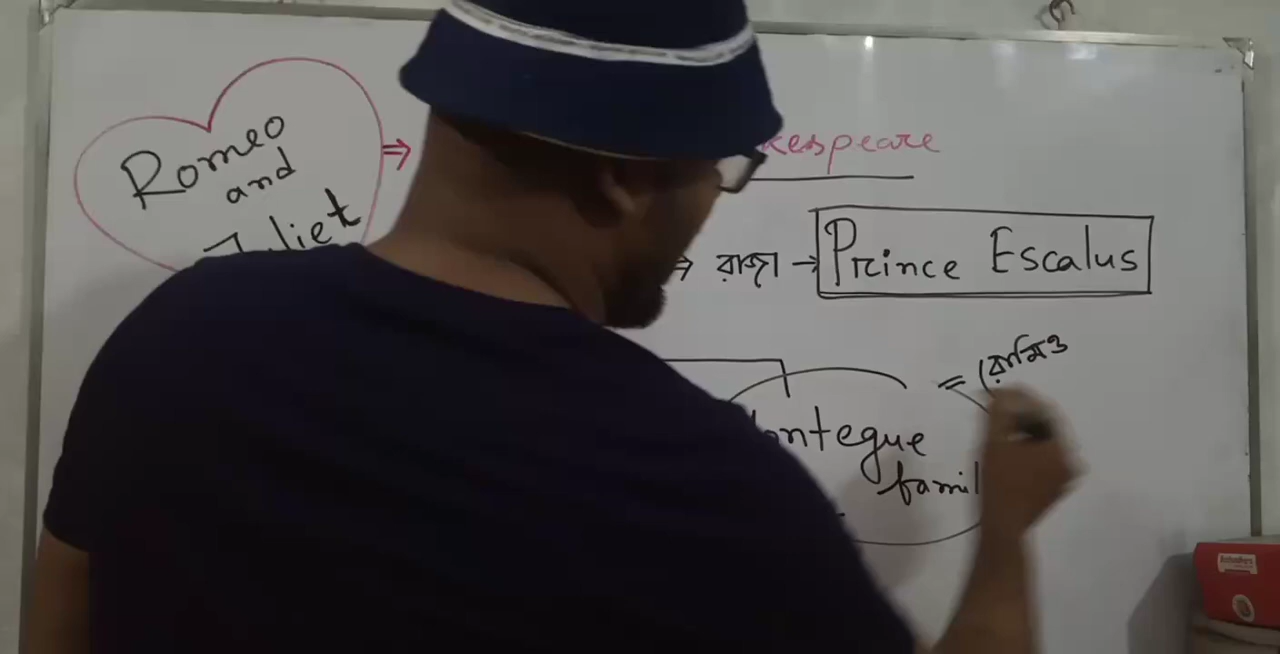 Romeo
and
Juliet
⇒
kespeare
⇒ রাজা → Prince Escalus
= রোমিও
ontegue
famil